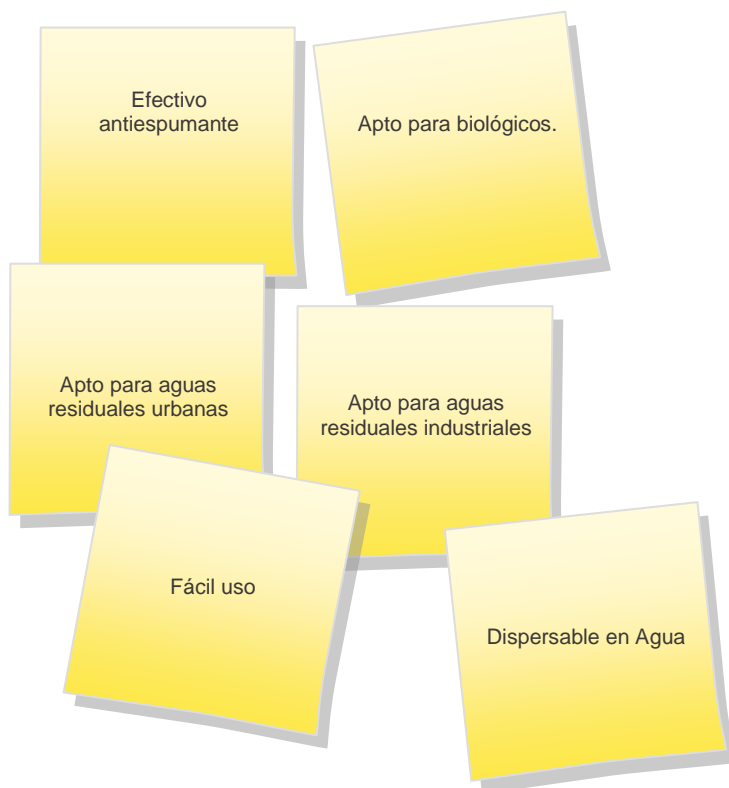 Efectivo
antiespumante
Apto para biológicos.
Apto para aguas
residuales urbanas
Apto para aguas
residuales industriales
Fácil uso
Dispersable en Agua